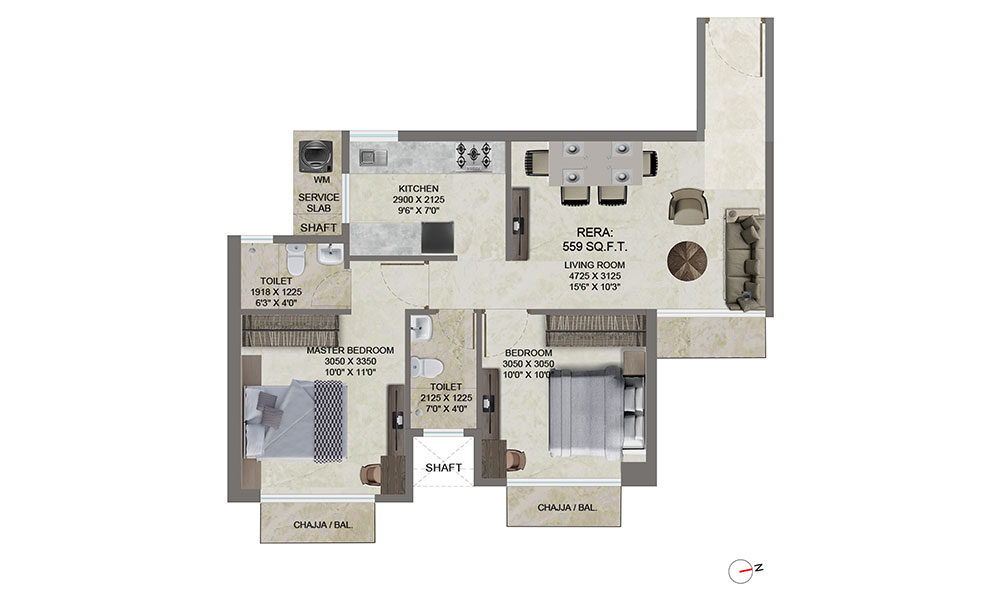 WM
SERVICE
SLAB
SHAFT
KITCHEN
2900 X 2125
9'6" X 7'0"
RERA:
559 SQ.F.T.
LIVING ROOM
4725 X 3125
15'6" X 10'3"
TOILET
1918 X 1225
6'3" X 4'0"
MASTER BEDROOM
3050 X 3350
10'0" X 11'0"
TOILET
2125 X 1225
7'0" X 4'0"
BEDROOM
3050 X 3050
10'0" X 10'0"
SHAFT
CHAJJA / BAL.
CHAJJA / BAL.
N